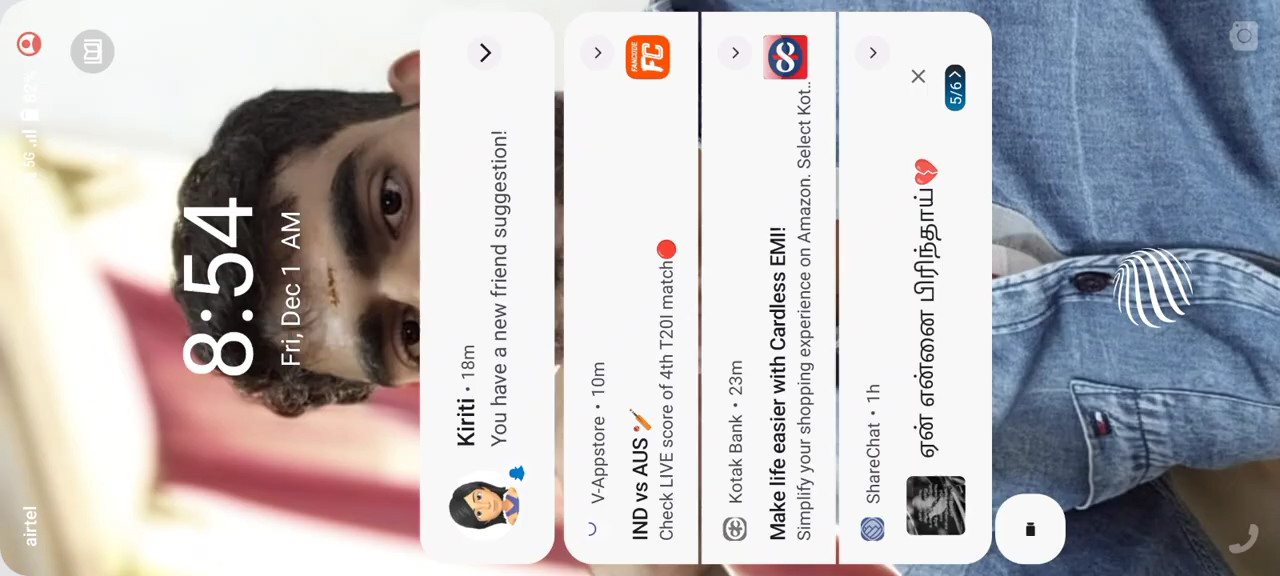 airtel
5G
82%
8:54
Fri, Dec 1 AM
Kiriti • 18m
You have a new friend suggestion!
V-Appstore • 10m
IND vs AUS 🏏
Check LIVE score of 4th T20I match🔴
FANCODE
FC
Kotak Bank • 23m
Make life easier with Cardless EMI!
Simplify your shopping experience on Amazon. Select Kot..
ShareChat • 1h
ஏன் என்னை பிரிந்தாய்💔
5/6